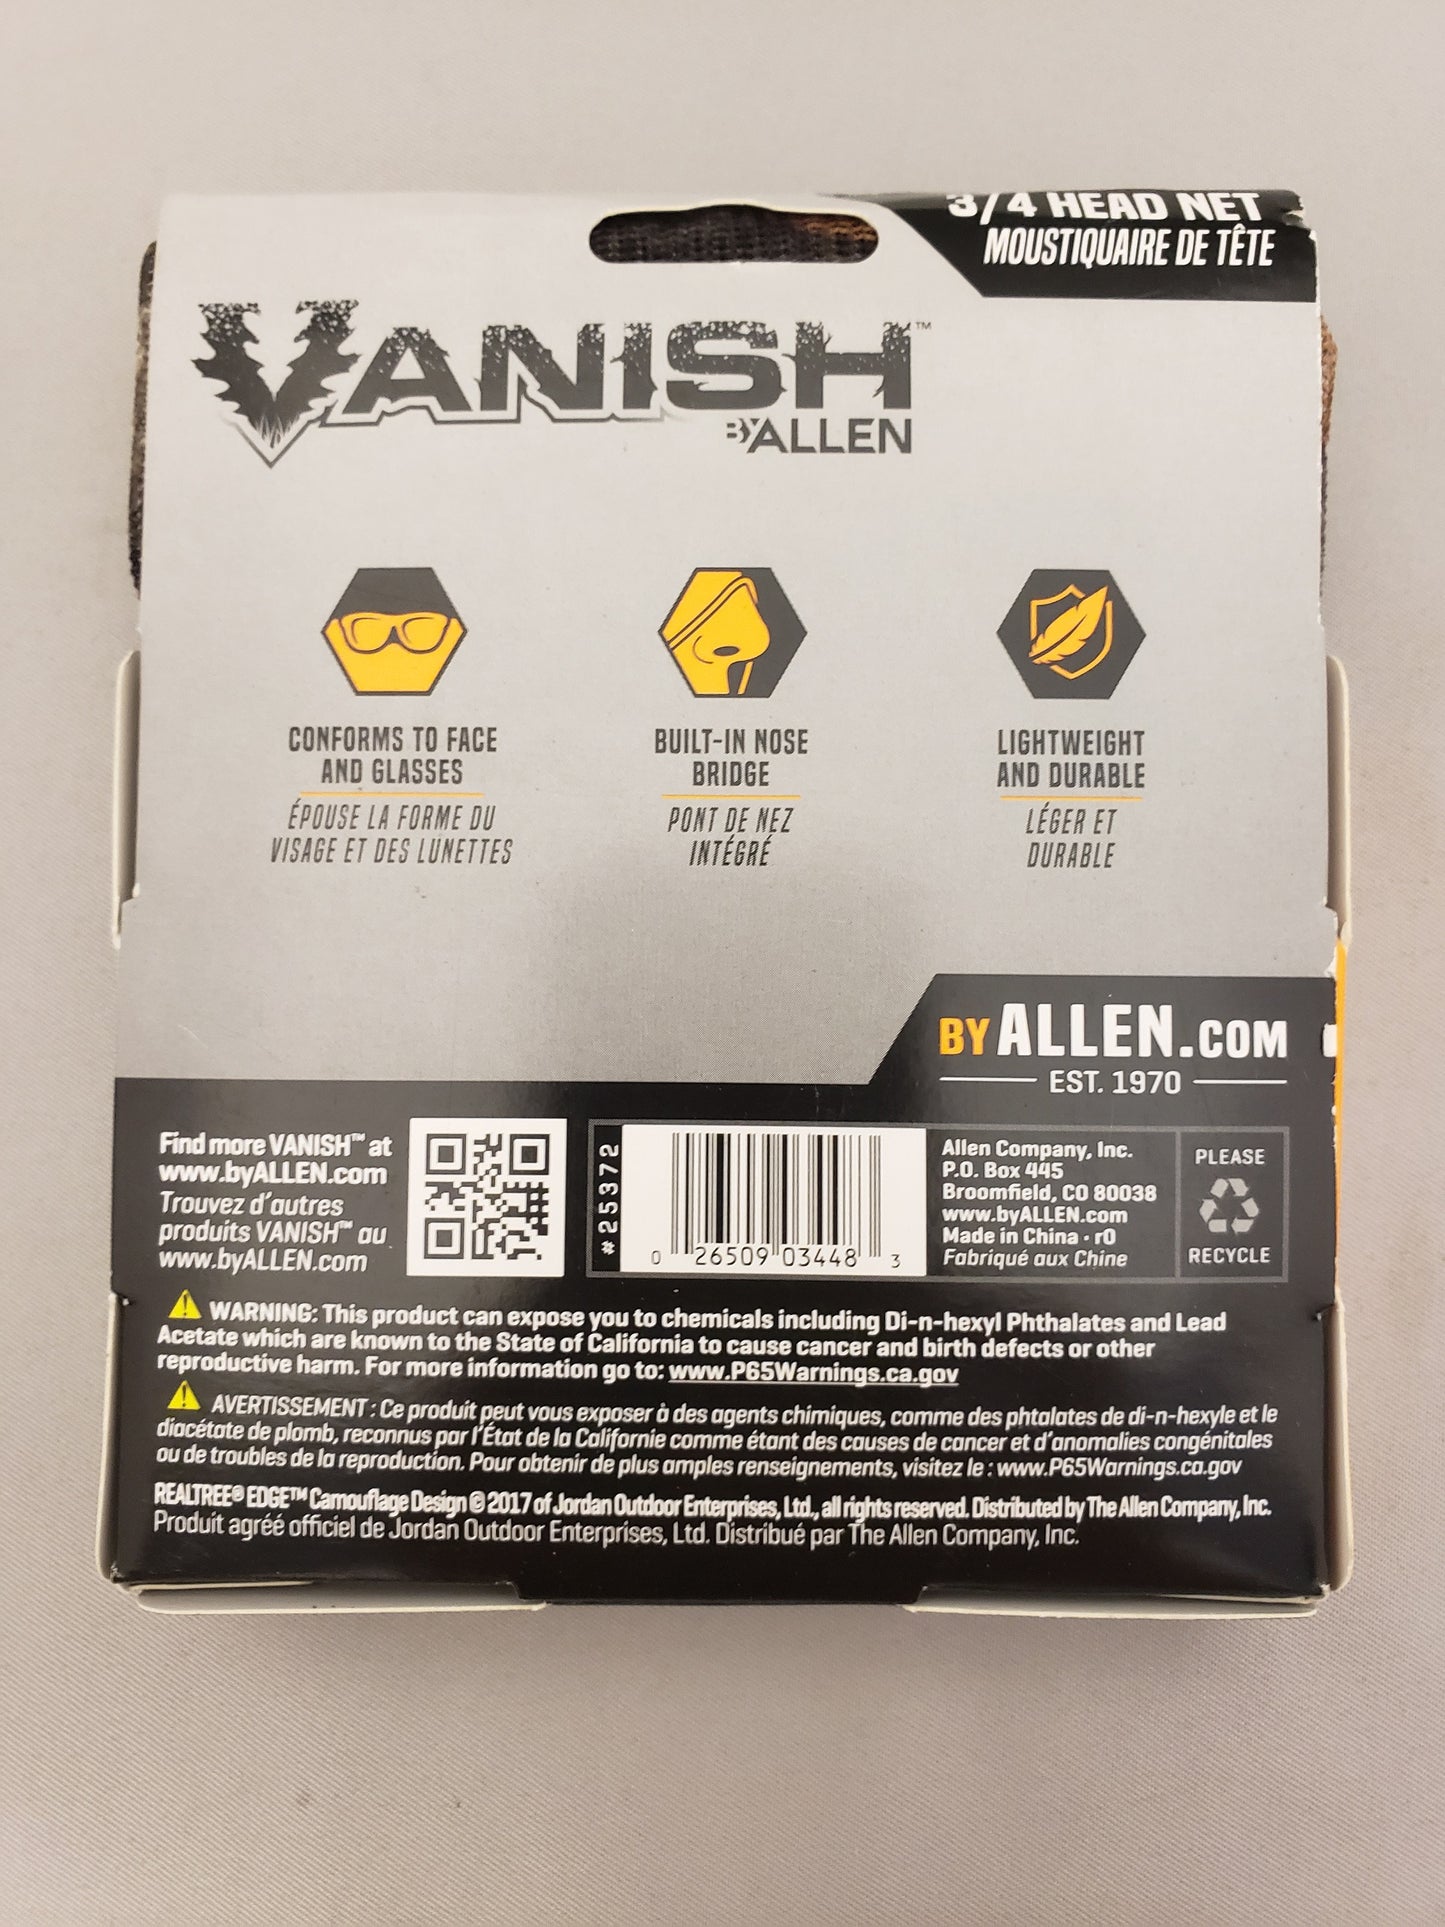 3/4 HEAD NET
MOUSTIQUAIRE DE TÊTE
VANISH™
BY ALLEN
CONFORMS TO FACE
AND GLASSES
ÉPOUSE LA FORME DU
VISAGE ET DES LUNETTES
BUILT-IN NOSE
BRIDGE
PONT DE NEZ
INTÉGRÉ
LIGHTWEIGHT
AND DURABLE
LÉGER ET
DURABLE
BY ALLEN.COM
EST. 1970
Find more VANISH™ at
www.byALLEN.com
Trouvez d'autres
produits VANISH™ au
www.byALLEN.com
#25372
0 26509 03448 3
Allen Company, Inc.
P.O. Box 445
Broomfield, CO 80038
www.byALLEN.com
Made in China · r0
Fabriqué aux Chine
PLEASE
RECYCLE
WARNING: This product can expose you to chemicals including Di-n-hexyl Phthalates and Lead
Acetate which are known to the State of California to cause cancer and birth defects or other
reproductive harm. For more information go to: www.P65Warnings.ca.gov
AVERTISSEMENT : Ce produit peut vous exposer à des agents chimiques, comme des phtalates de di-n-hexyle et le
diacétate de plomb, reconnus par l'État de la Californie comme étant des causes de cancer et d'anomalies congénitales
ou de troubles de la reproduction. Pour obtenir de plus amples renseignements, visitez le : www.P65Warnings.ca.gov
REALTREE® EDGE™ Camouflage Design © 2017 of Jordan Outdoor Enterprises, Ltd., all rights reserved. Distributed by The Allen Company, Inc.
Produit agréé officiel de Jordan Outdoor Enterprises, Ltd. Distribué par The Allen Company, Inc.